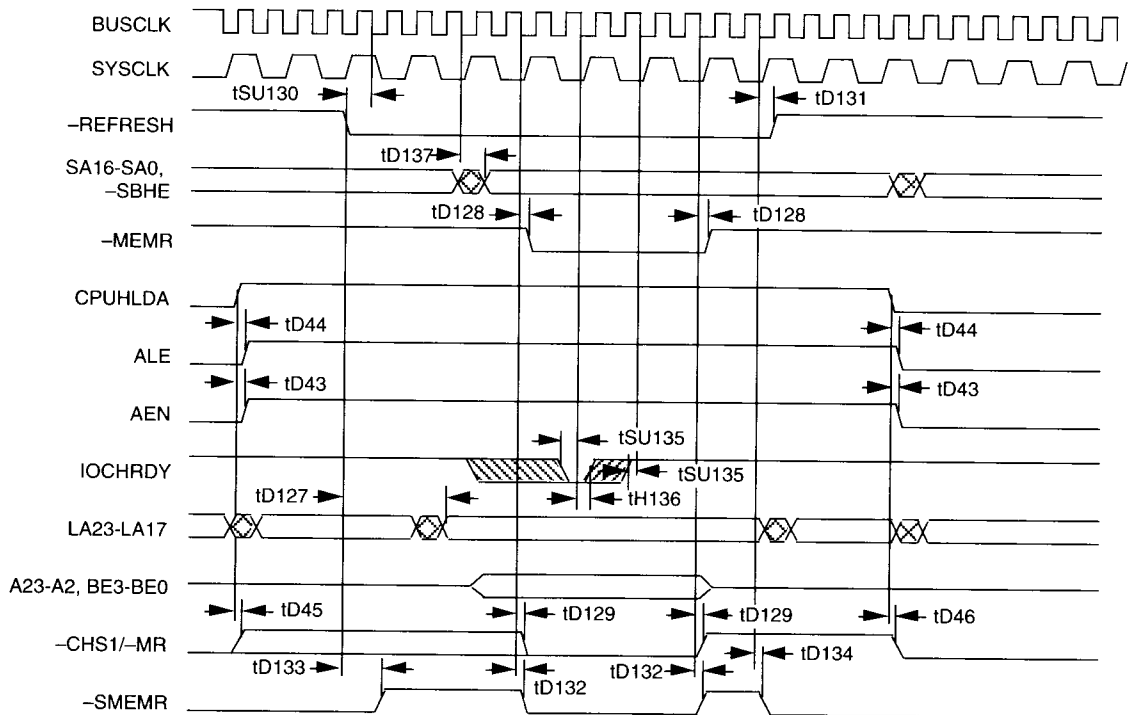 BUSCLK
SYSCLK
tSU130
tD131
–REFRESH
tD137
SA16-SA0,
–SBHE
tD128
tD128
–MEMR
CPUHLDA
tD44
tD44
ALE
tD43
tD43
AEN
tSU135
IOCHRDY
tSU135
tD127
tH136
LA23-LA17
A23-A2, BE3-BE0
tD45
tD129
tD129
tD46
–CHS1/–MR
tD133
tD132
tD132
tD134
–SMEMR